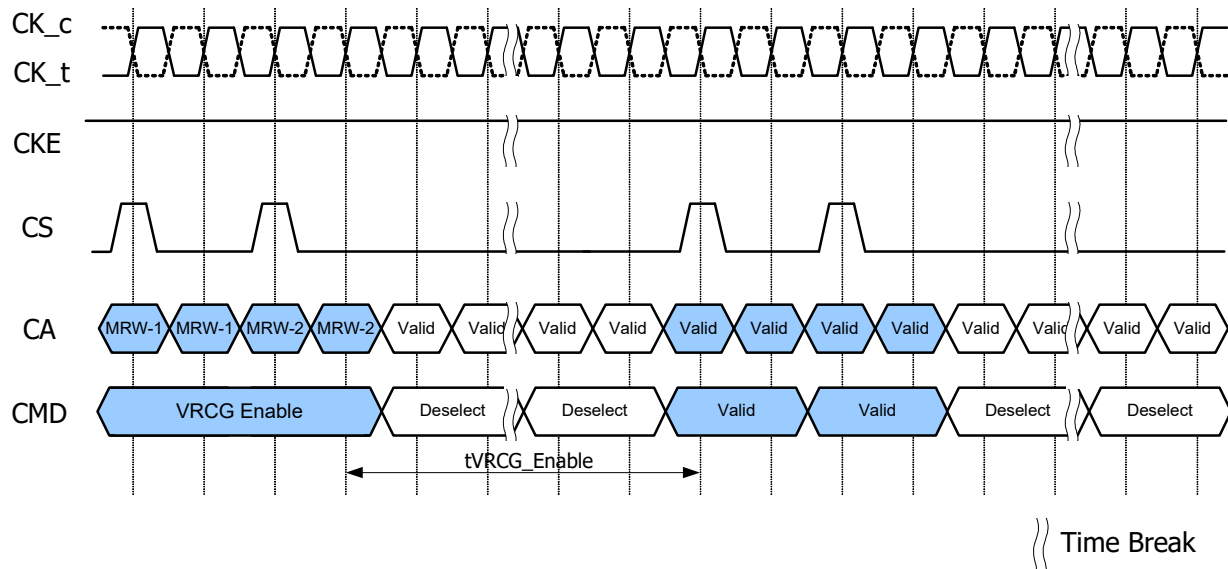 CK_c
CK_t
CKE
CS
CA MRW-1 MRW-1 MRW-2 MRW-2 Valid Valid Valid Valid Valid Valid Valid Valid Valid Valid Valid Valid
CMD VRCG Enable Deselect Deselect Valid Valid Deselect Deselect
tVRCG_Enable
Time Break